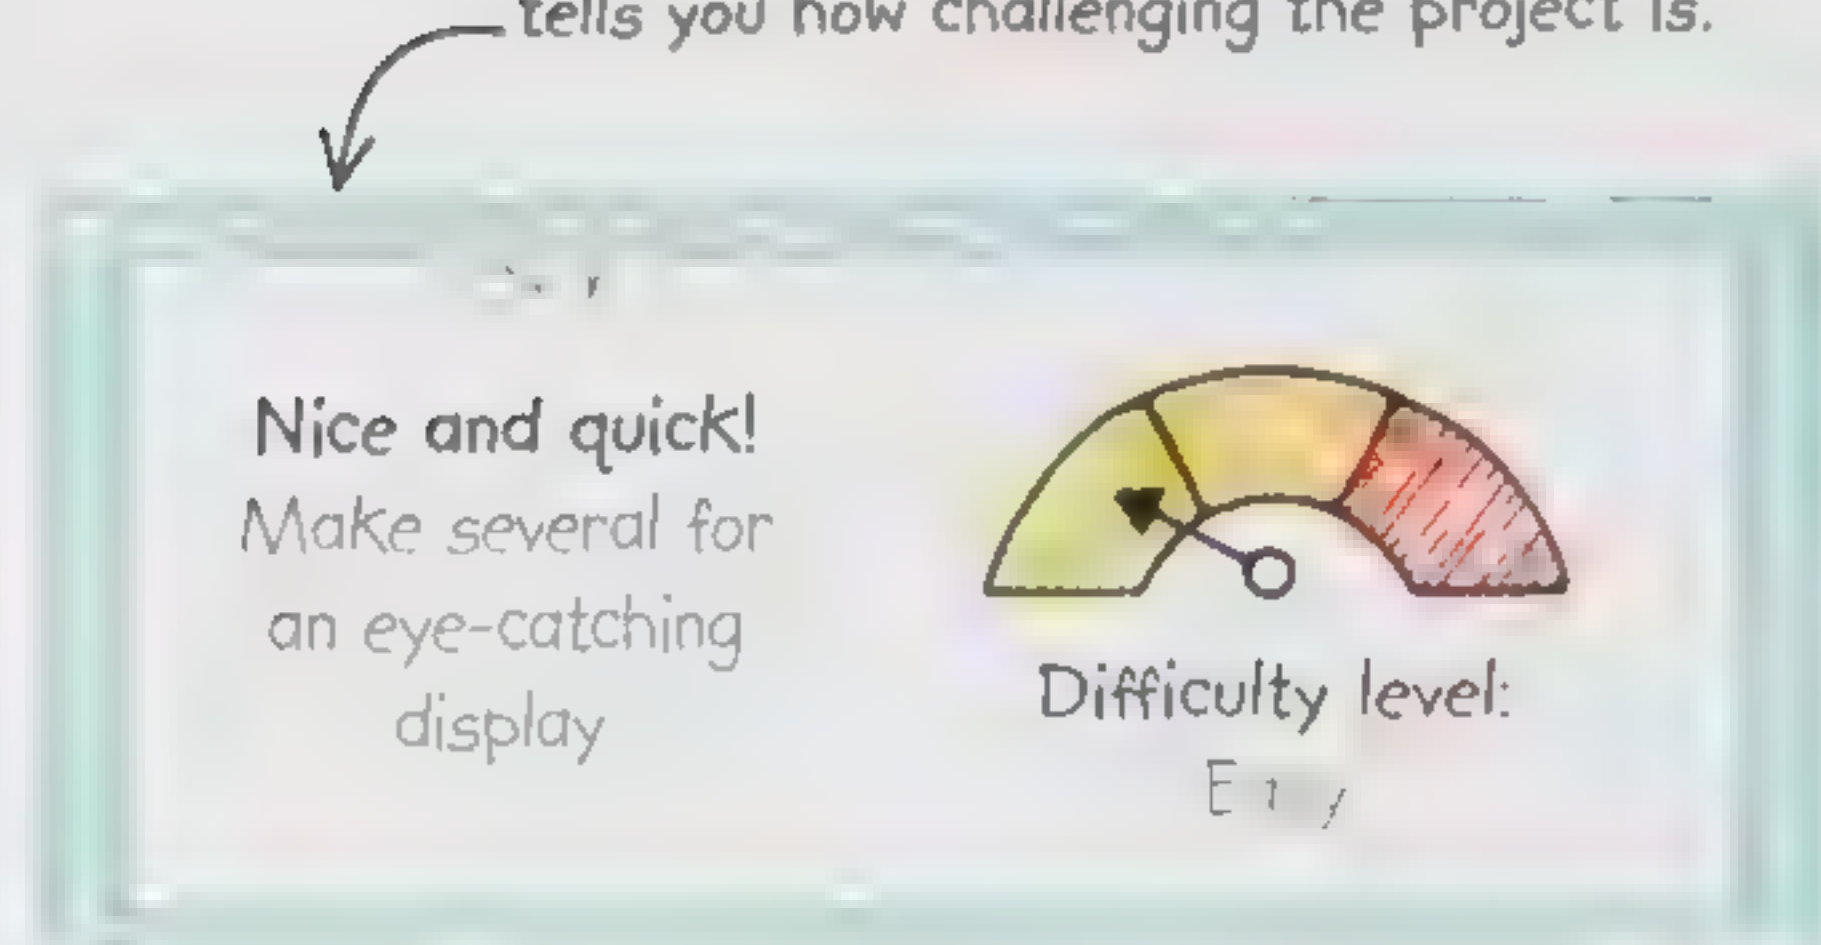 tells you how challenging the project is.
Nice and quick!
Make several for
an eye-catching
display
Difficulty level: